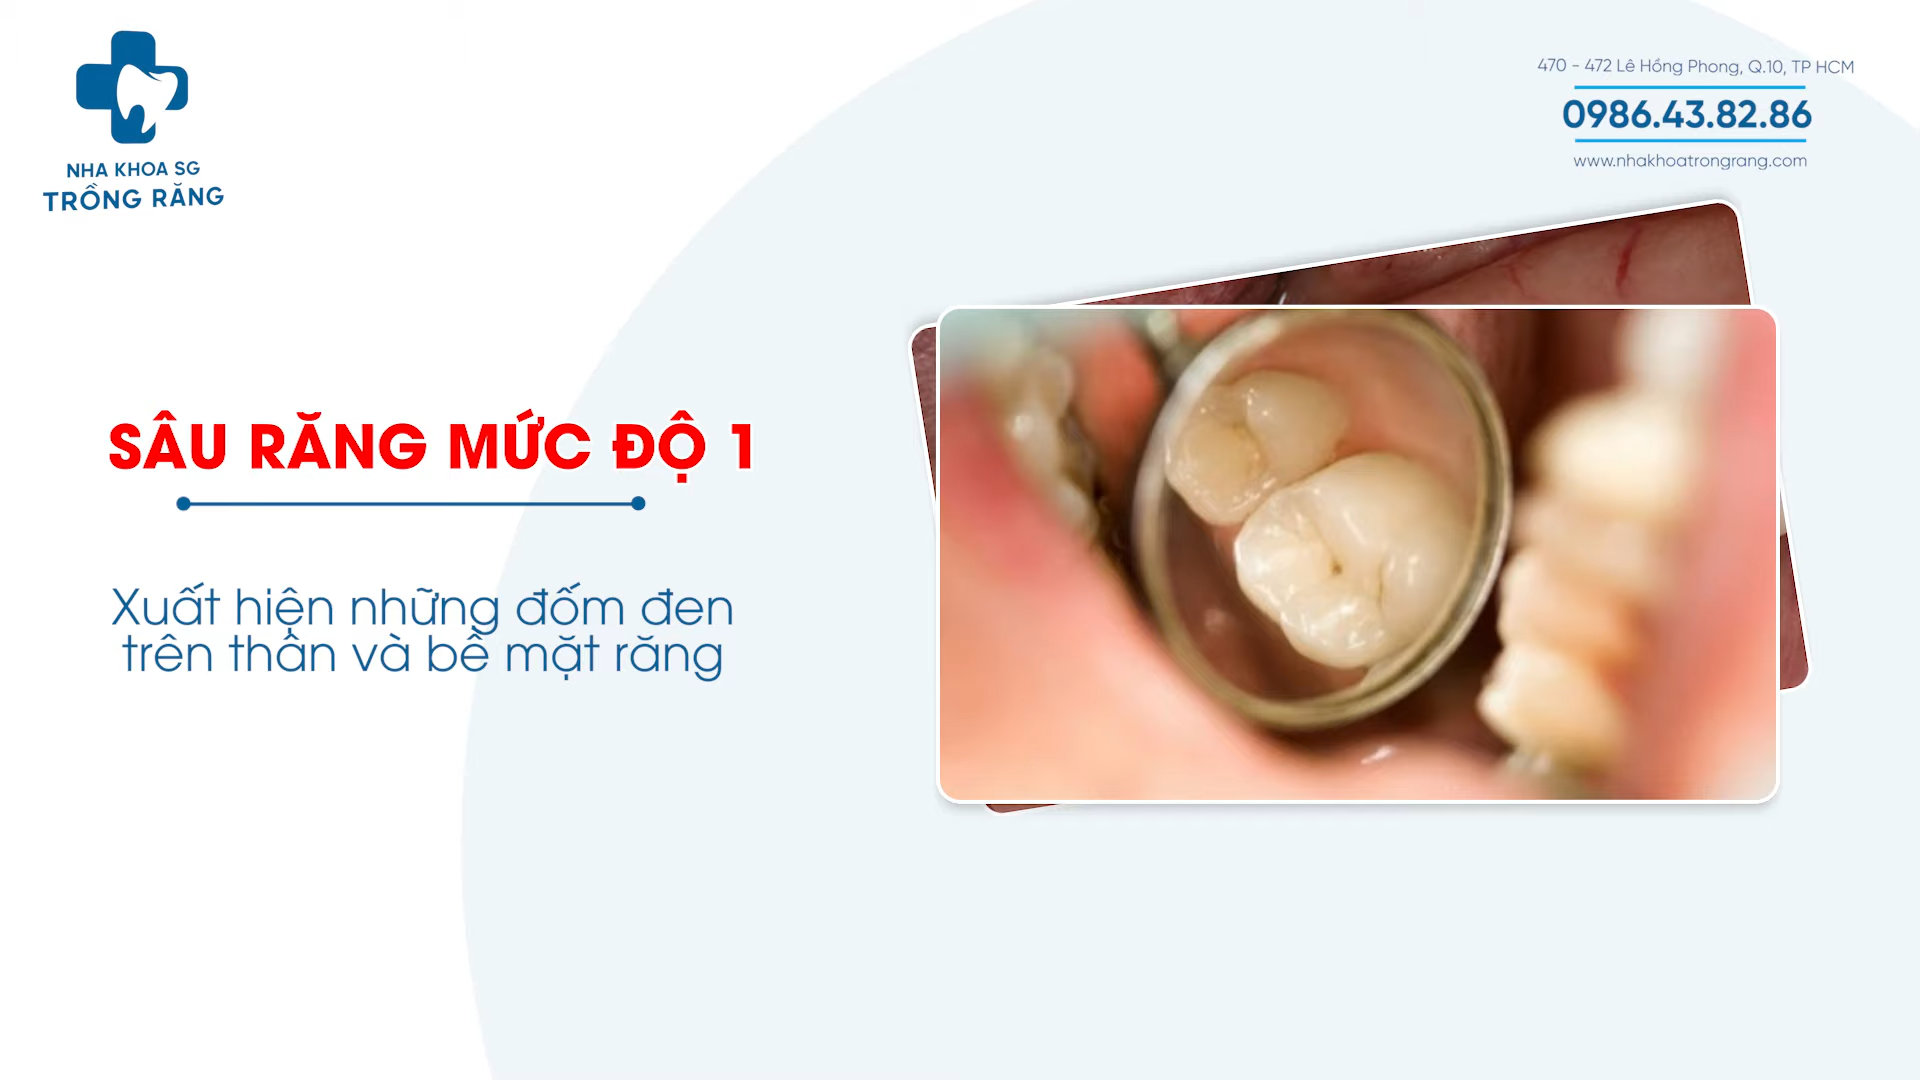 NHA KHOA SG
TRỒNG RĂNG
470 - 472 Lê Hồng Phong, Q.10, TP HCM
0986.43.82.86
www.nhakhoatrongrang.com
SÂU RĂNG MỨC ĐỘ 1
Xuất hiện những đốm đen
trên thân và bề mặt răng